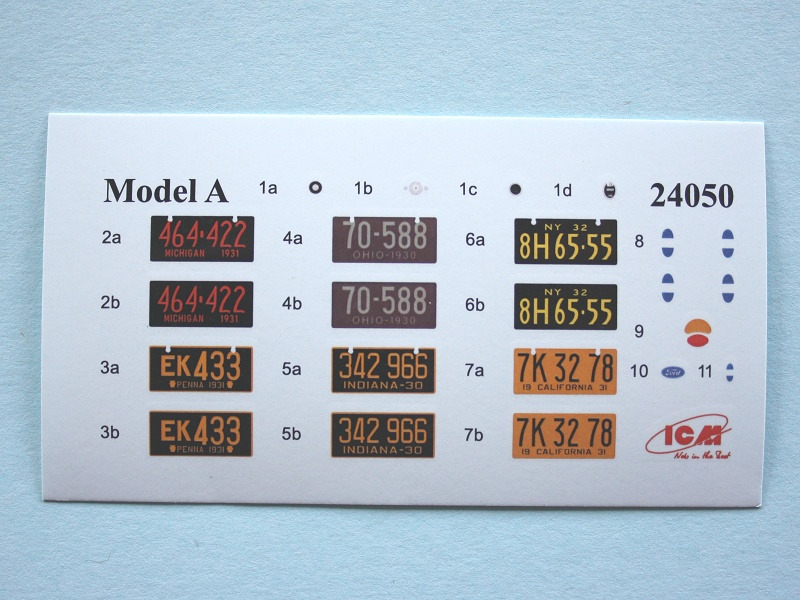 Model A 1a 1b 1c 1d 24050
2a 464·422 4a 70-588 6a NY 32 8
MICHIGAN 1931 OHIO-1930 8H65·55
2b 464·422 4b 70-588 6b NY 32
MICHIGAN 1931 OHIO-1930 8H65·55
9
3a EK433 5a 342 966 7a 7K 32 78 10 Ford 11
PENNA 1931 INDIANA-30 19 CALIFORNIA 31
3b EK433 5b 342 966 7b 7K 32 78 ICM
PENNA 1931 INDIANA-30 19 CALIFORNIA 31